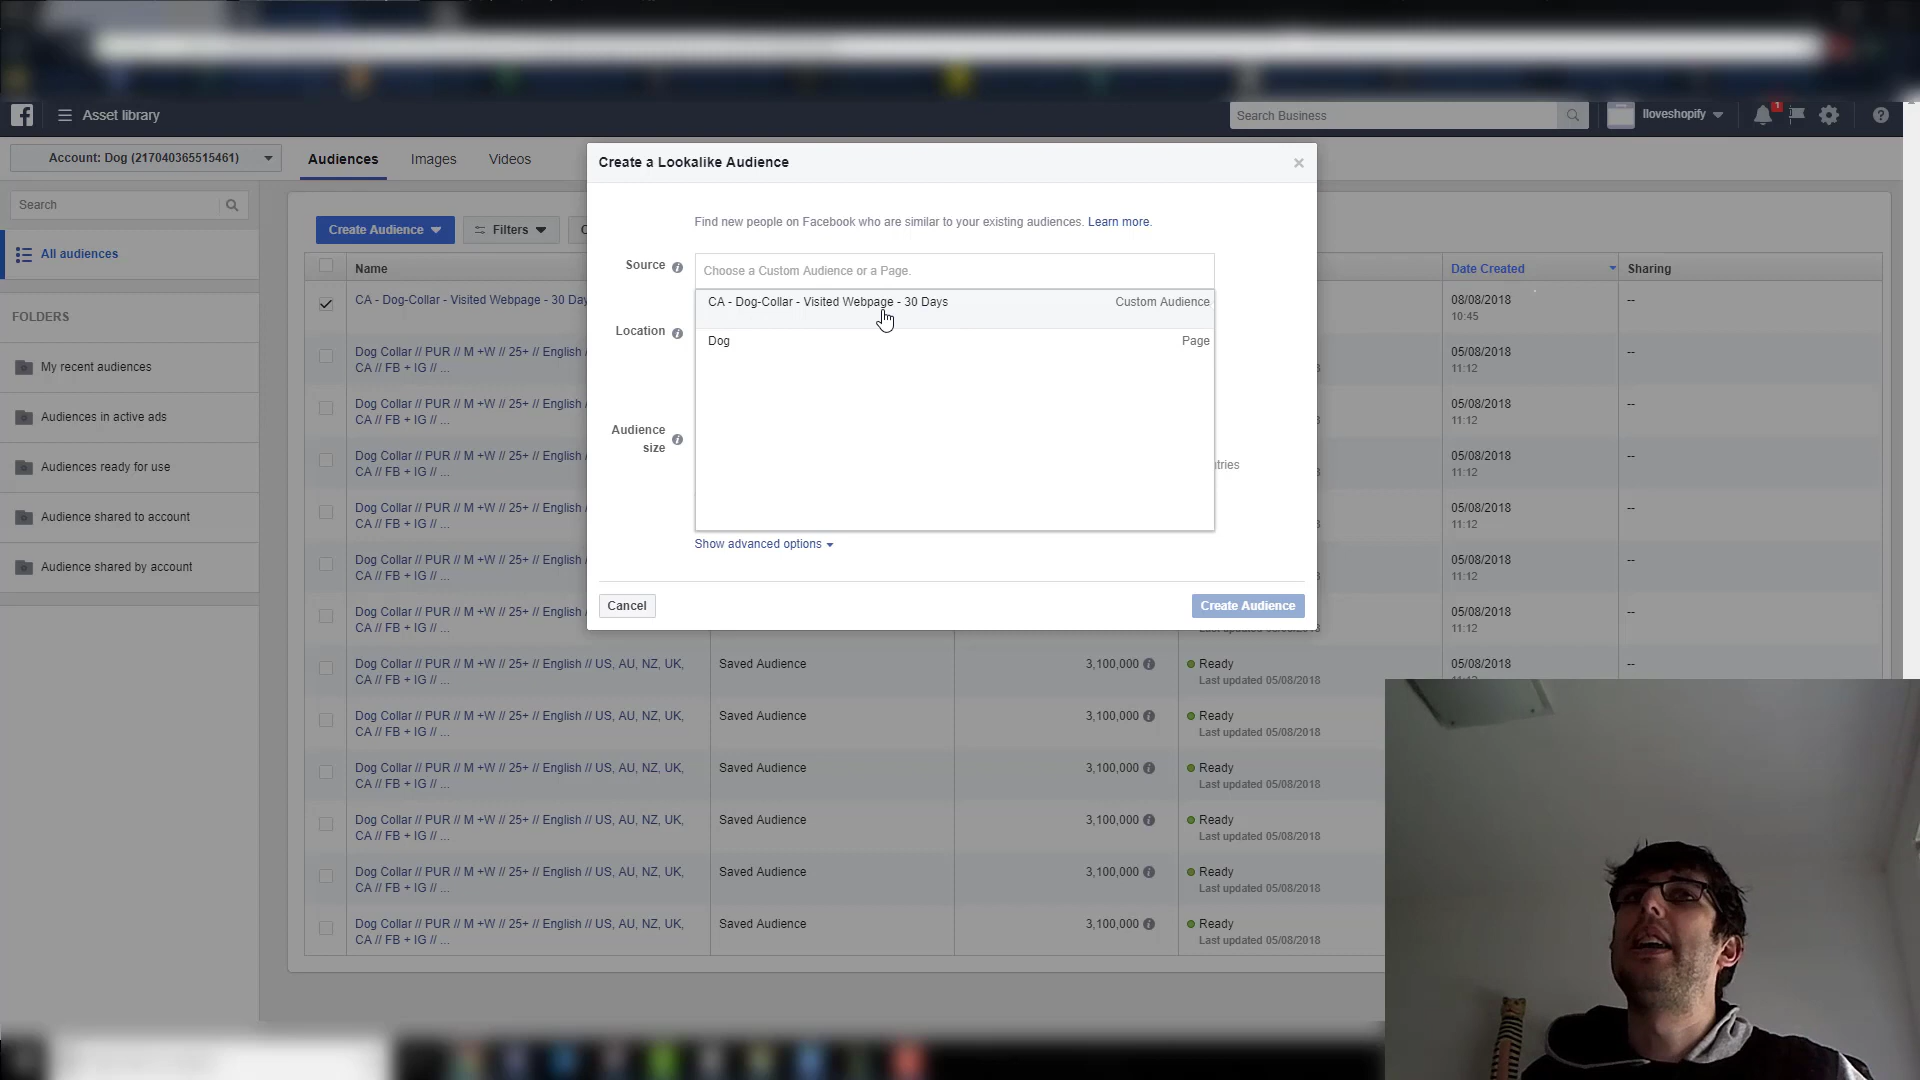 Asset library
Search Business
Iloveshopify
1
Account: Dog (217040365515461)
Audiences
Images
Videos
Search
All audiences
FOLDERS
My recent audiences
Audiences in active ads
Audiences ready for use
Audience shared to account
Audience shared by account
Create Audience
Filters
Create a Lookalike Audience
×
Find new people on Facebook who are similar to your existing audiences. Learn more.
Source
Choose a Custom Audience or a Page.
CA - Dog-Collar - Visited Webpage - 30 Days
Custom Audience
Dog
Page
Location
Audience
size
Show advanced options
Cancel
Create Audience
Name
Date Created
Sharing
CA - Dog-Collar - Visited Webpage - 30 Day
08/08/2018
10:45
--
Dog Collar // PUR // M +W // 25+ // English /
CA // FB + IG // ...
05/08/2018
11:12
--
Dog Collar // PUR // M +W // 25+ // English /
CA // FB + IG // ...
05/08/2018
11:12
--
Dog Collar // PUR // M +W // 25+ // English /
CA // FB + IG // ...
05/08/2018
11:12
--
Dog Collar // PUR // M +W // 25+ // English /
CA // FB + IG // ...
05/08/2018
11:12
--
Dog Collar // PUR // M +W // 25+ // English /
CA // FB + IG // ...
05/08/2018
11:12
--
Dog Collar // PUR // M +W // 25+ // English /
CA // FB + IG // ...
Last updated 05/08/2018
05/08/2018
11:12
--
Dog Collar // PUR // M +W // 25+ // English // US, AU, NZ, UK,
CA // FB + IG // ...
Saved Audience
3,100,000
Ready
Last updated 05/08/2018
05/08/2018
--
Dog Collar // PUR // M +W // 25+ // English // US, AU, NZ, UK,
CA // FB + IG // ...
Saved Audience
3,100,000
Ready
Last updated 05/08/2018
Dog Collar // PUR // M +W // 25+ // English // US, AU, NZ, UK,
CA // FB + IG // ...
Saved Audience
3,100,000
Ready
Last updated 05/08/2018
Dog Collar // PUR // M +W // 25+ // English // US, AU, NZ, UK,
CA // FB + IG // ...
Saved Audience
3,100,000
Ready
Last updated 05/08/2018
Dog Collar // PUR // M +W // 25+ // English // US, AU, NZ, UK,
CA // FB + IG // ...
Saved Audience
3,100,000
Ready
Last updated 05/08/2018
Dog Collar // PUR // M +W // 25+ // English // US, AU, NZ, UK,
CA // FB + IG // ...
Saved Audience
3,100,000
Ready
Last updated 05/08/2018